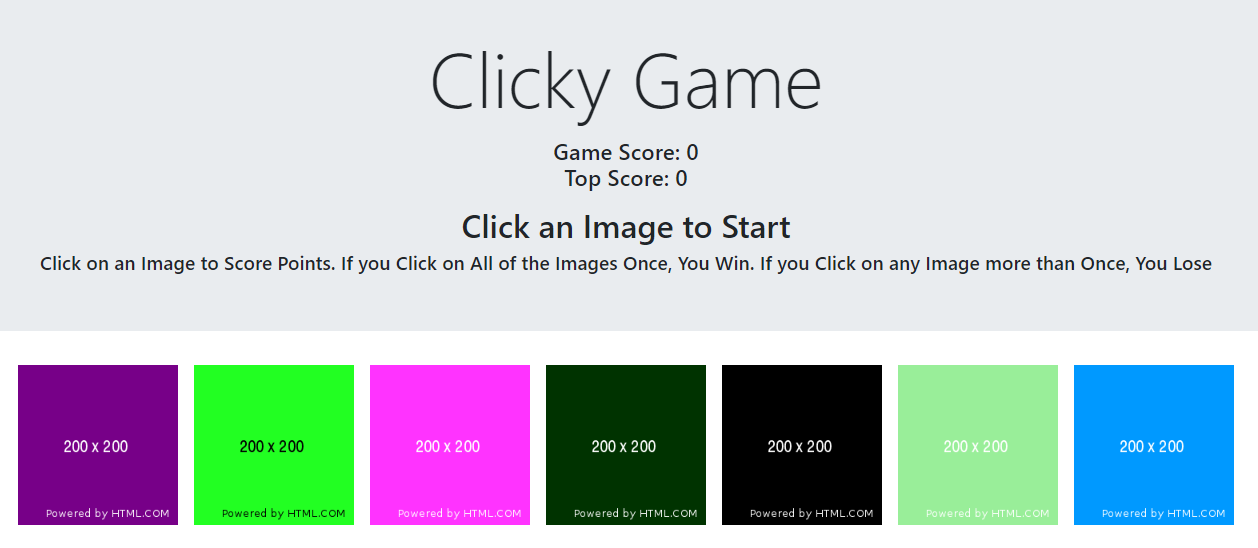 Clicky Game
Game Score: 0
Top Score: 0
Click an Image to Start
Click on an Image to Score Points. If you Click on All of the Images Once, You Win. If you Click on any Image more than Once, You Lose
200 x 200
Powered by HTML.COM
200 x 200
Powered by HTML.COM
200 x 200
Powered by HTML.COM
200 x 200
Powered by HTML.COM
200 x 200
Powered by HTML.COM
200 x 200
Powered by HTML.COM
200 x 200
Powered by HTML.COM